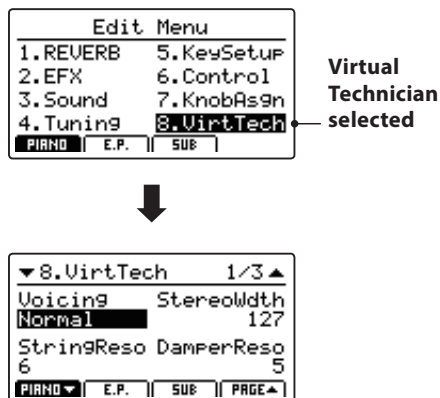 Edit Menu
1.REVERB 5.KeySetup
2.EFX 6.Control
3.Sound 7.KnobAsgn
4.Tuning 8.VirtTech
PIANO E.P. SUB
Virtual
Technician
selected
▼8.VirtTech 1/3▲
Voicing StereoWdth
Normal 127
StringReso DamperReso
6 5
PIANO▼ E.P. SUB PAGE▲